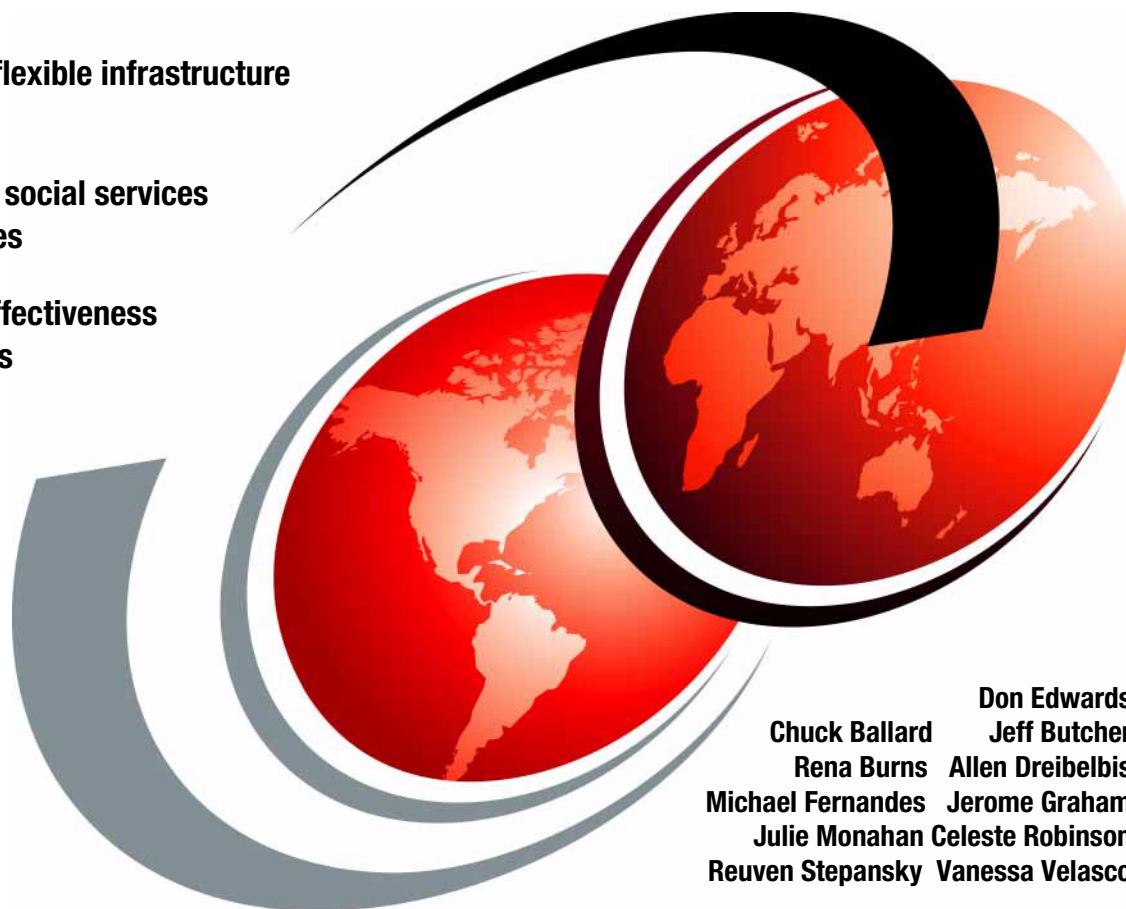 flexible infrastructure
social services
es
ffectiveness
s
Don Edwards
Chuck Ballard Jeff Butcher
Rena Burns Allen Dreibelbis
Michael Fernandes Jerome Graham
Julie Monahan Celeste Robinson
Reuven Stepansky Vanessa Velasco